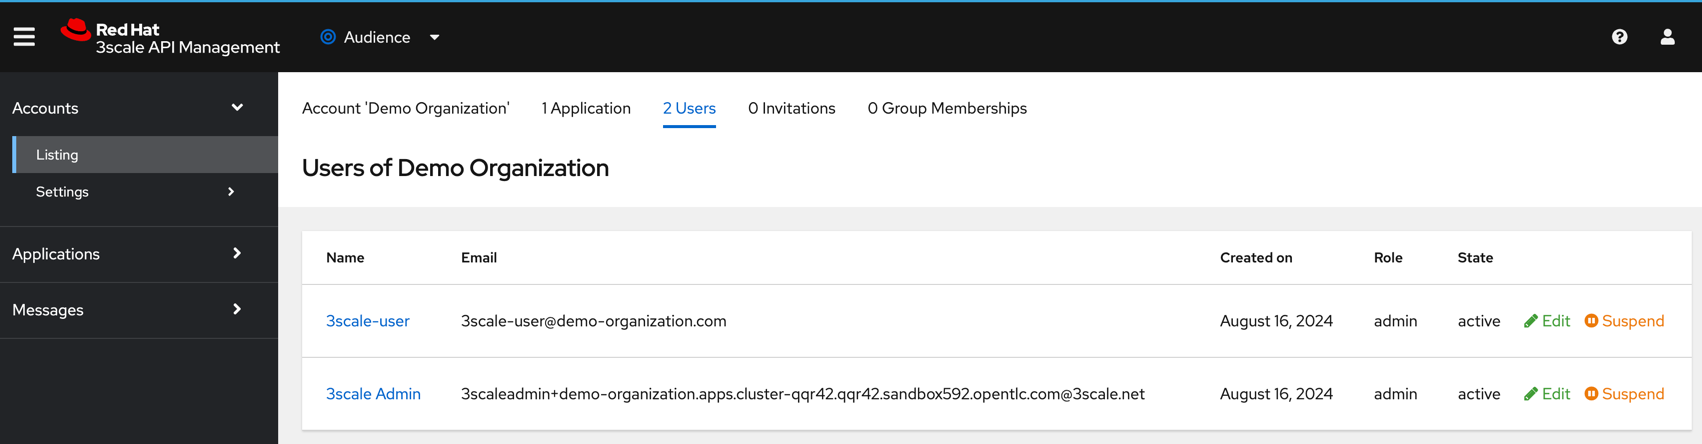 Red Hat
3scale API Management
Audience
Accounts
Listing
Settings
Applications
Messages
Account 'Demo Organization' 1 Application 2 Users 0 Invitations 0 Group Memberships
Users of Demo Organization
Name Email Created on Role State
3scale-user 3scale-user@demo-organization.com August 16, 2024 admin active Edit Suspend
3scale Admin 3scaleadmin+demo-organization.apps.cluster-qqr42.qqr42.sandbox592.opentlc.com@3scale.net August 16, 2024 admin active Edit Suspend